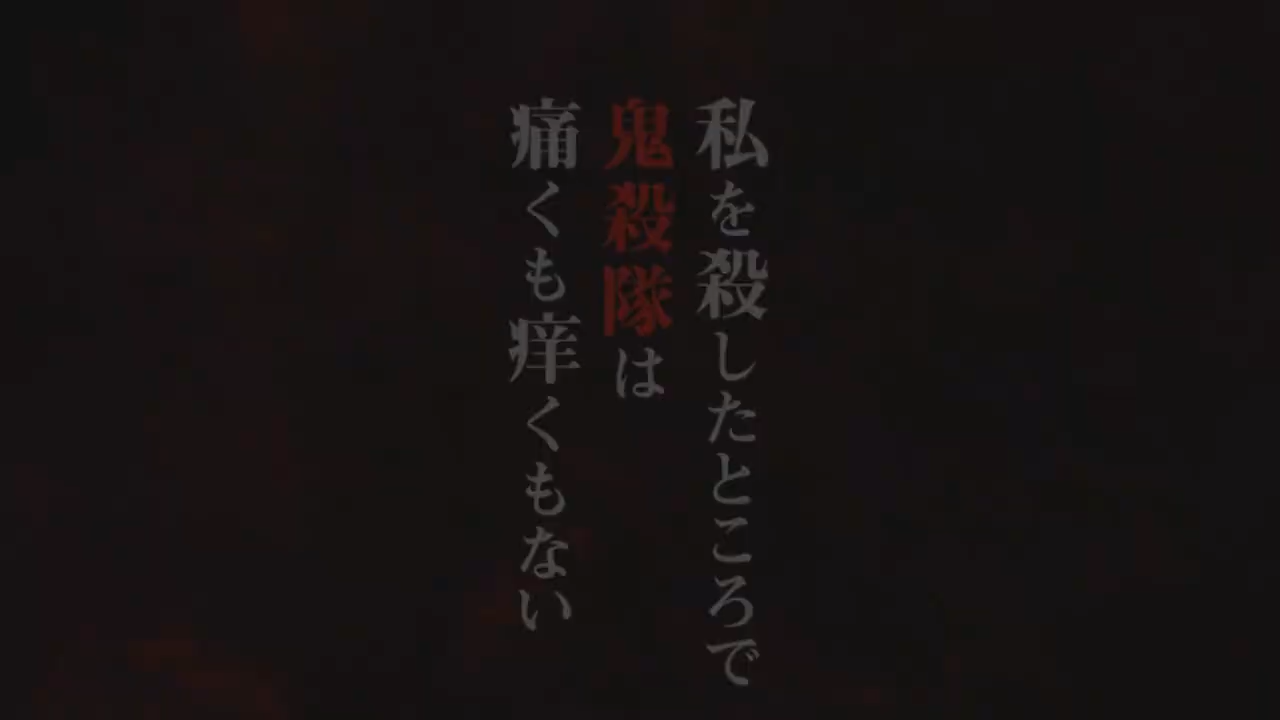 私を殺したところで
鬼殺隊は
痛くも痒くもない